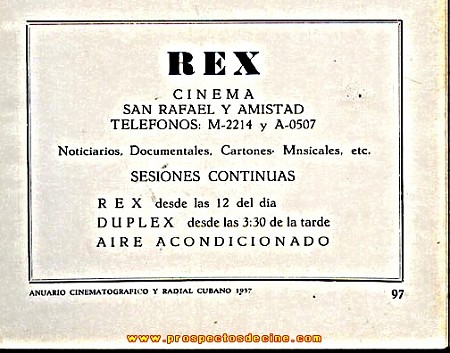 REX
CINEMA
SAN RAFAEL Y AMISTAD
TELEFONOS: M-2214 y A-0507
Noticiarios, Documentales, Cartones- Mnsicales, etc.
SESIONES CONTINUAS
REX desde las 12 del dia
DUPLEX desde las 3:30 de la tarde
AIRE ACONDICIONADO
ANUARIO CINEMATOGRAFICO Y RADIAL CUBANO 1937
97
www.prospectosdecine.com